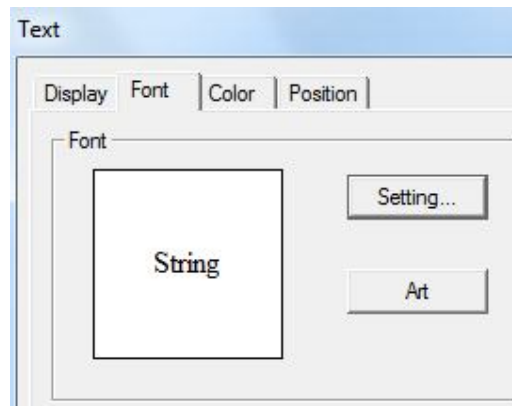 Text
Display Font Color Position
Font
Setting...
String
Art